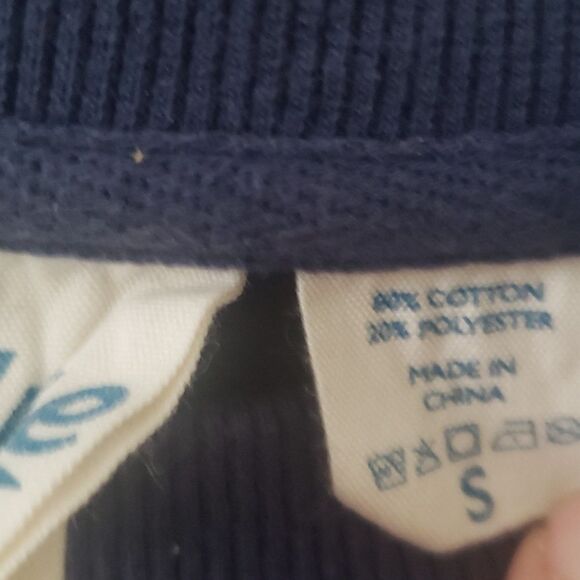 80% COTTON
20% POLYESTER
MADE IN
CHINA
S